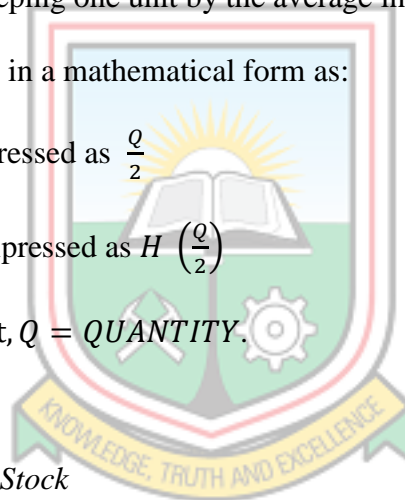 eping one unit by the average in
in a mathematical form as:
ressed as Q/2
xpressed as H (Q/2)
t, Q = QUANTITY.
KNOWLEDGE, TRUTH AND EXCELLENCE
Stock